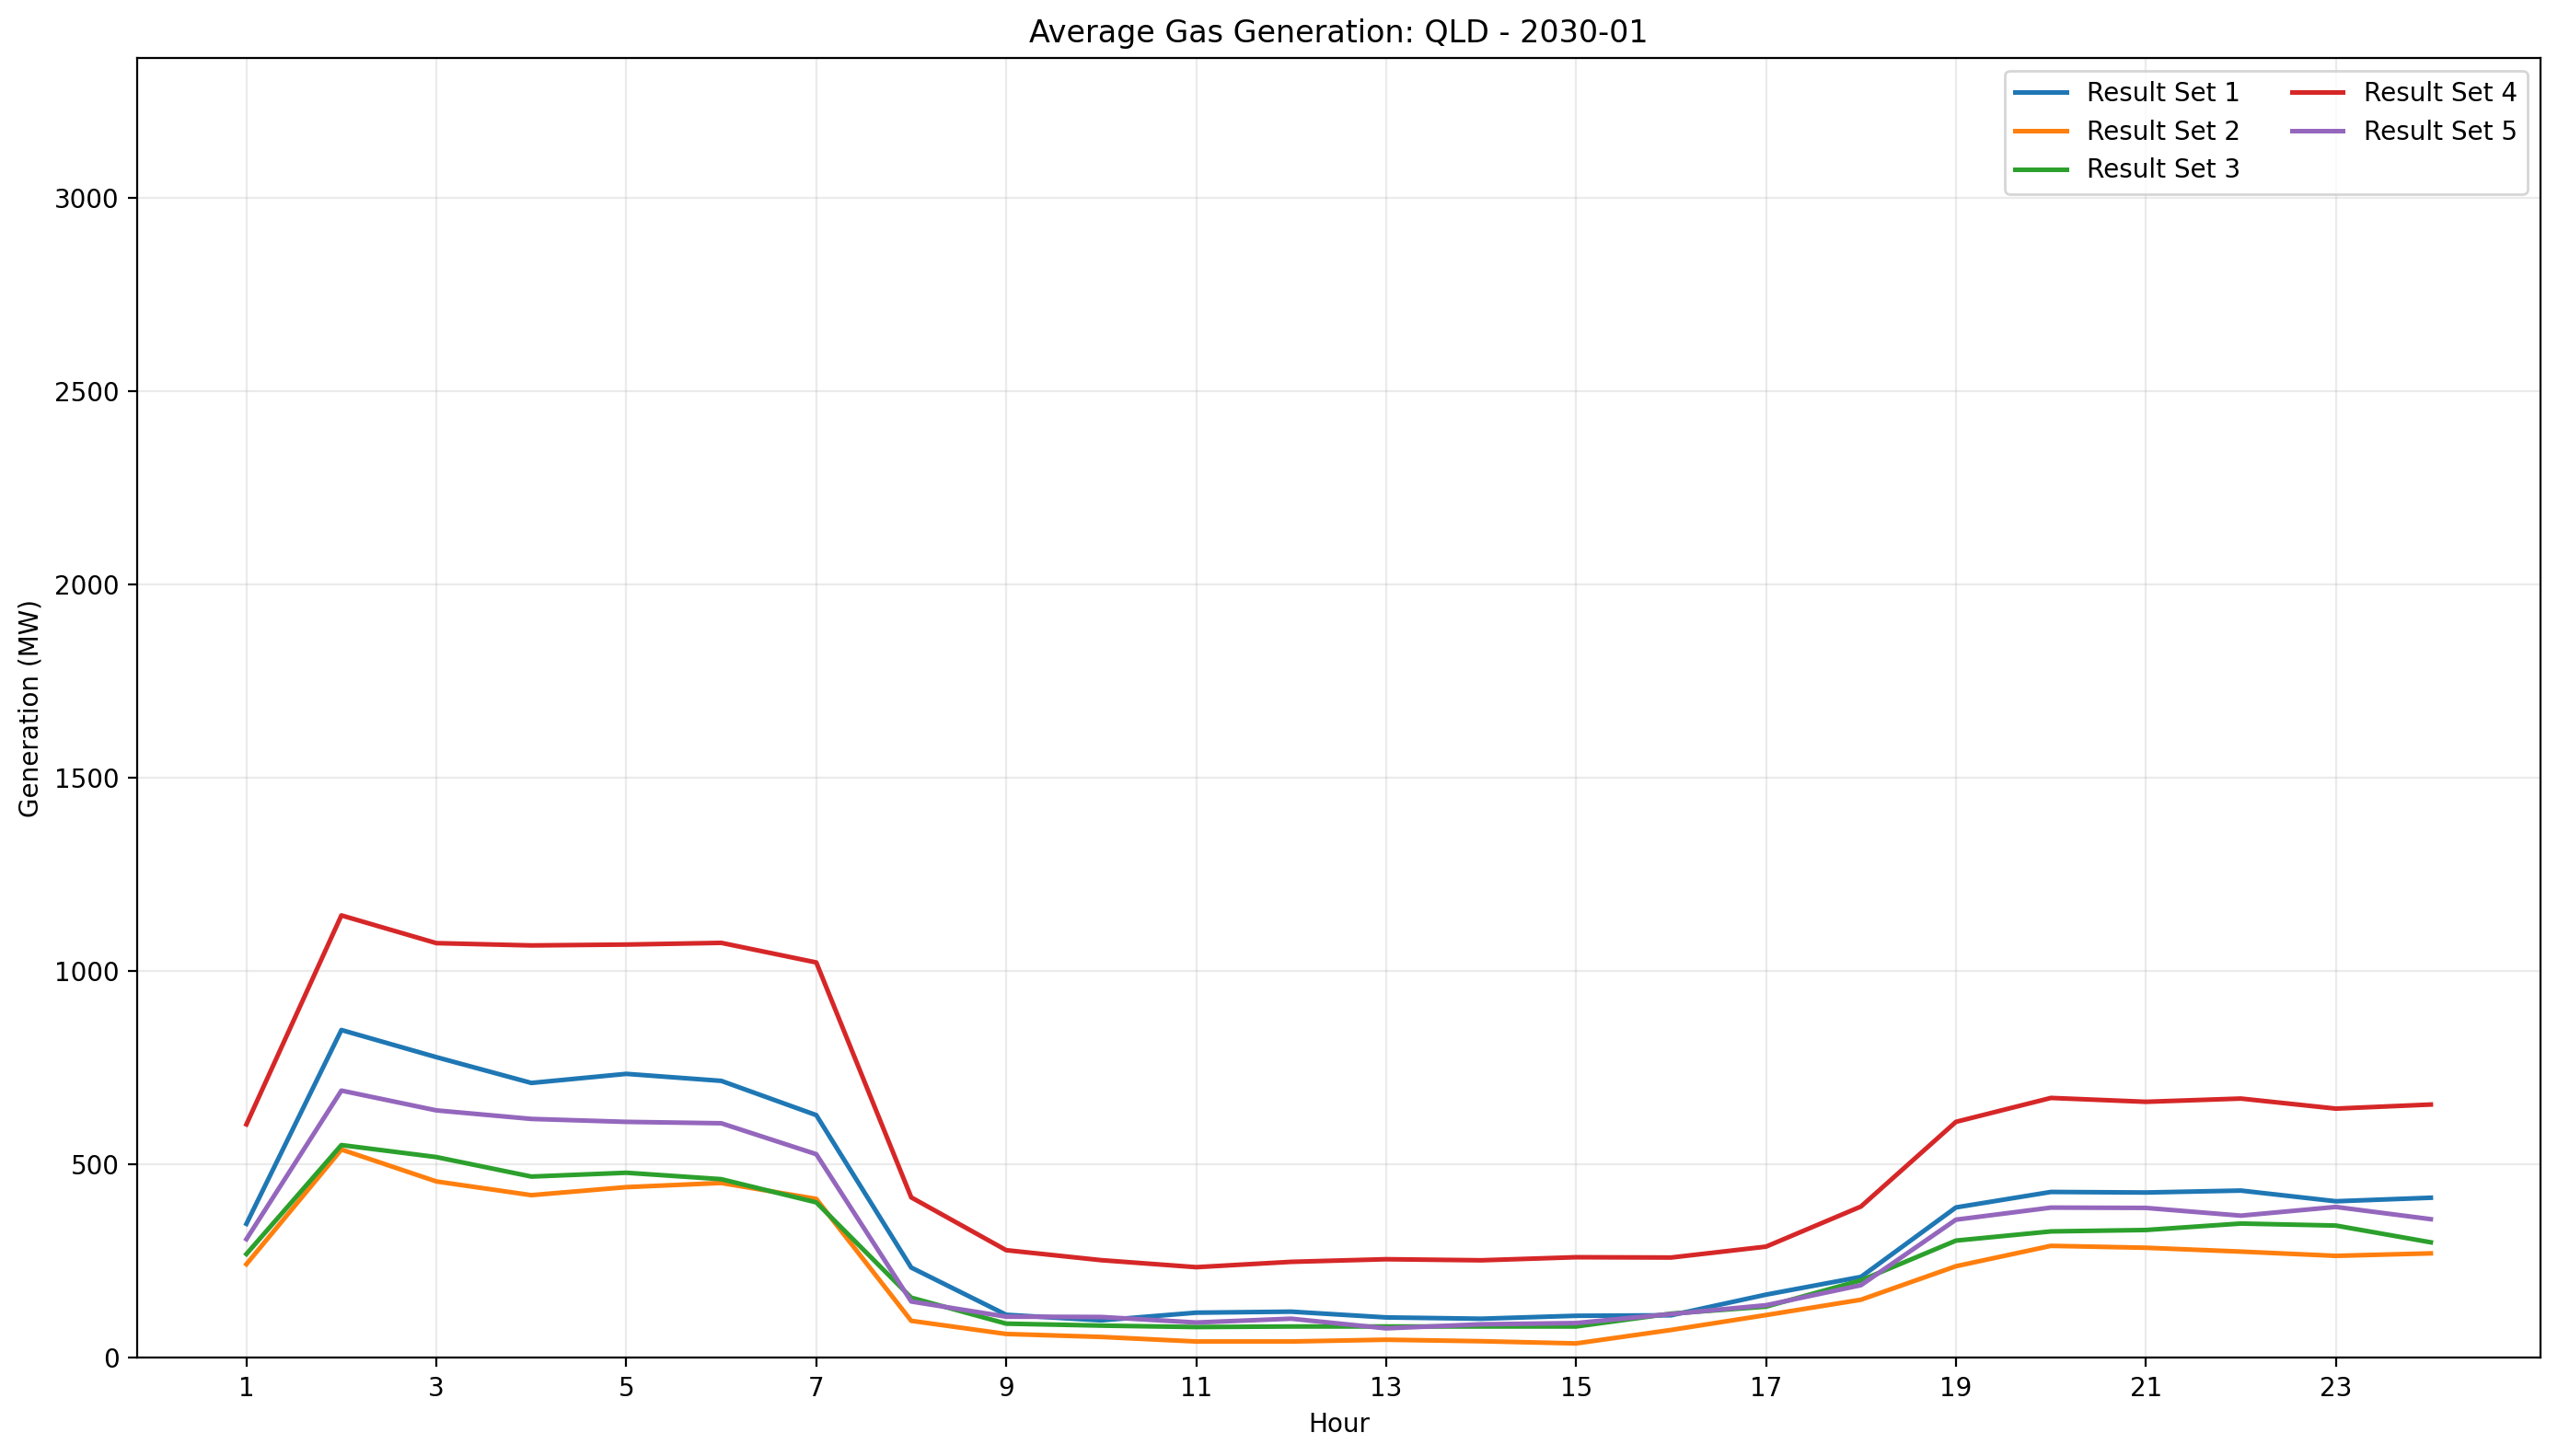 Average Gas Generation: QLD - 2030-01
Result Set 1
Result Set 2
Result Set 3
Result Set 4
Result Set 5
Generation (MW)
3000
2500
2000
1500
1000
500
0
1 3 5 7 9 11 13 15 17 19 21 23
Hour